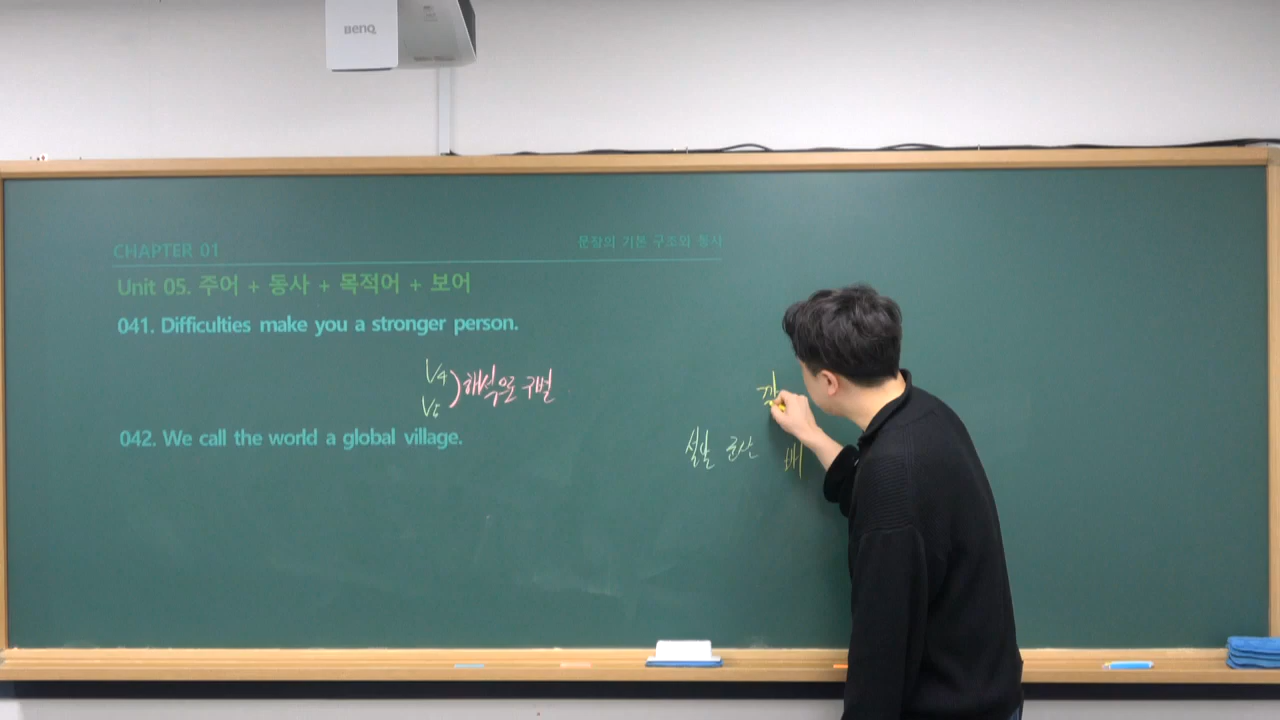 BenQ
CHAPTER 01
문장의 기본 구조와 동사
Unit 05. 주어 + 동사 + 목적어 + 보어
041. Difficulties make you a stronger person.
V4
V5
) 해석으로 구별
042. We call the world a global village.
설날
배